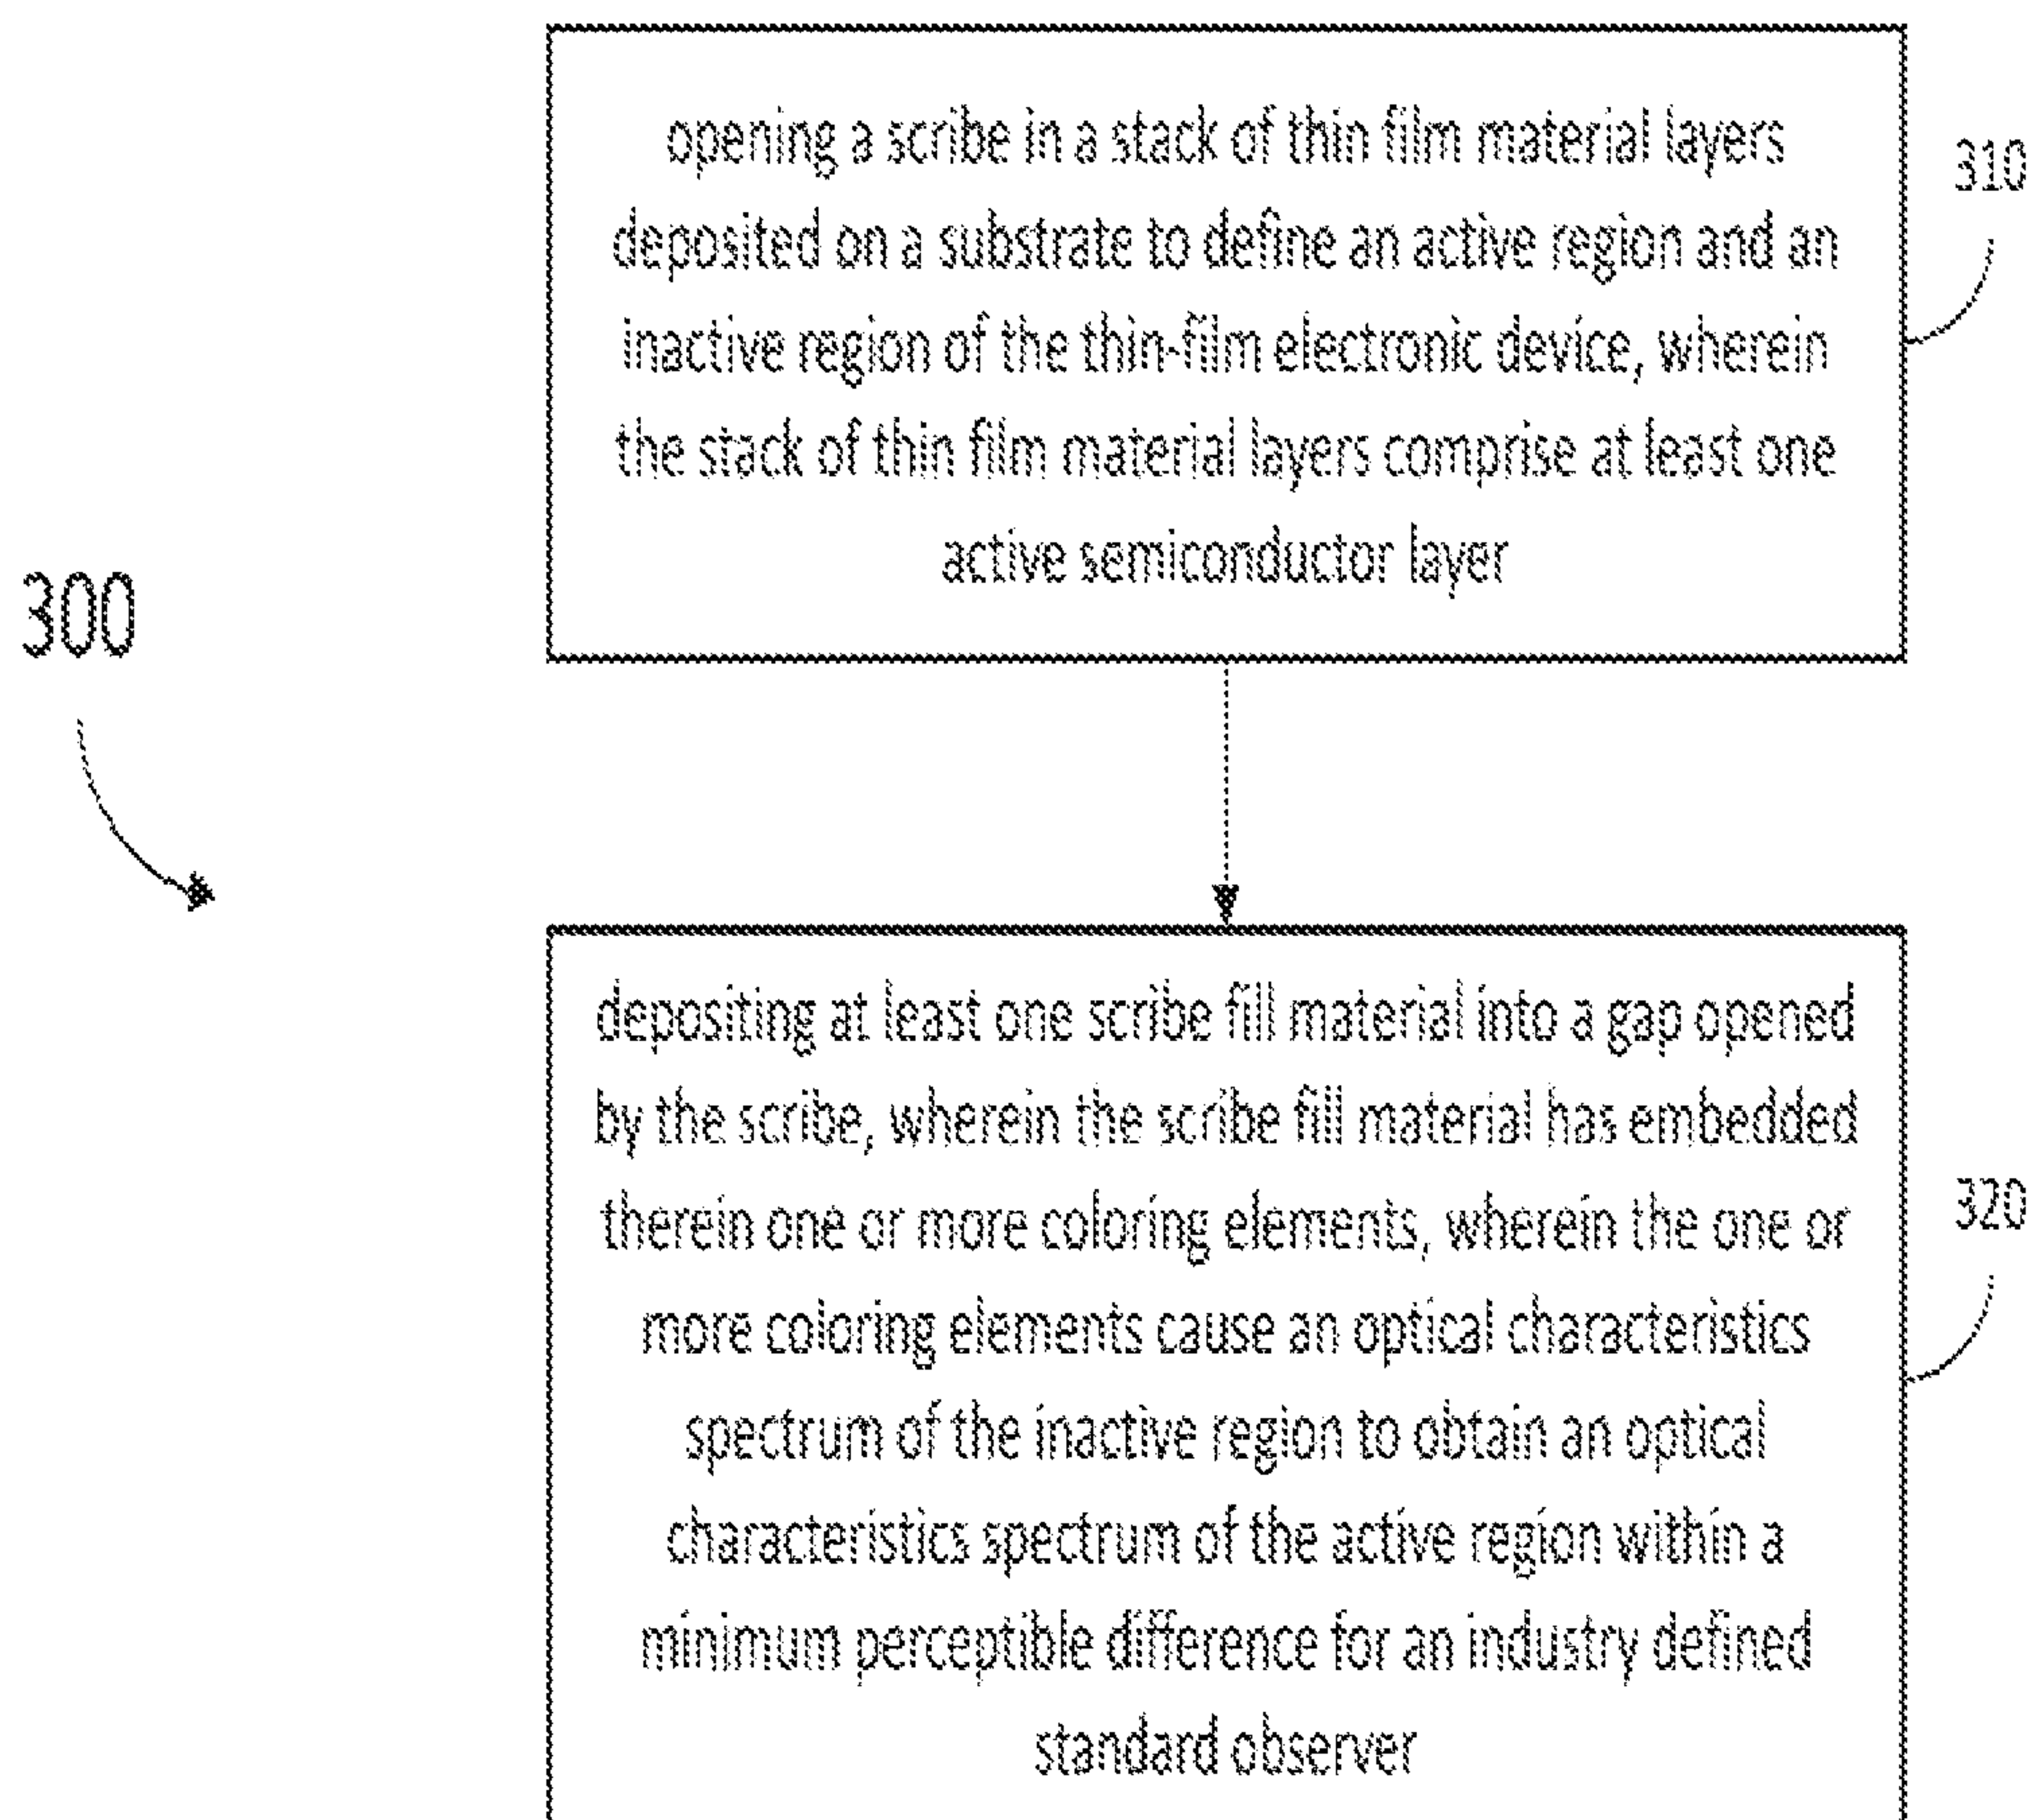 opening a scribe in a stack of thin film material layers
deposited on a substrate to define an active region and an
inactive region of the thin-film electronic device, wherein
the stack of thin film material layers comprise at least one
active semiconductor layer
310
300
depositing at least one scribe fill material into a gap opened
by the scribe, wherein the scribe fill material has embedded
therein one or more coloring elements, wherein the one or
more coloring elements cause an optical characteristics
spectrum of the inactive region to obtain an optical
characteristics spectrum of the active region within a
minimum perceptible difference for an industry defined
standard observer
320